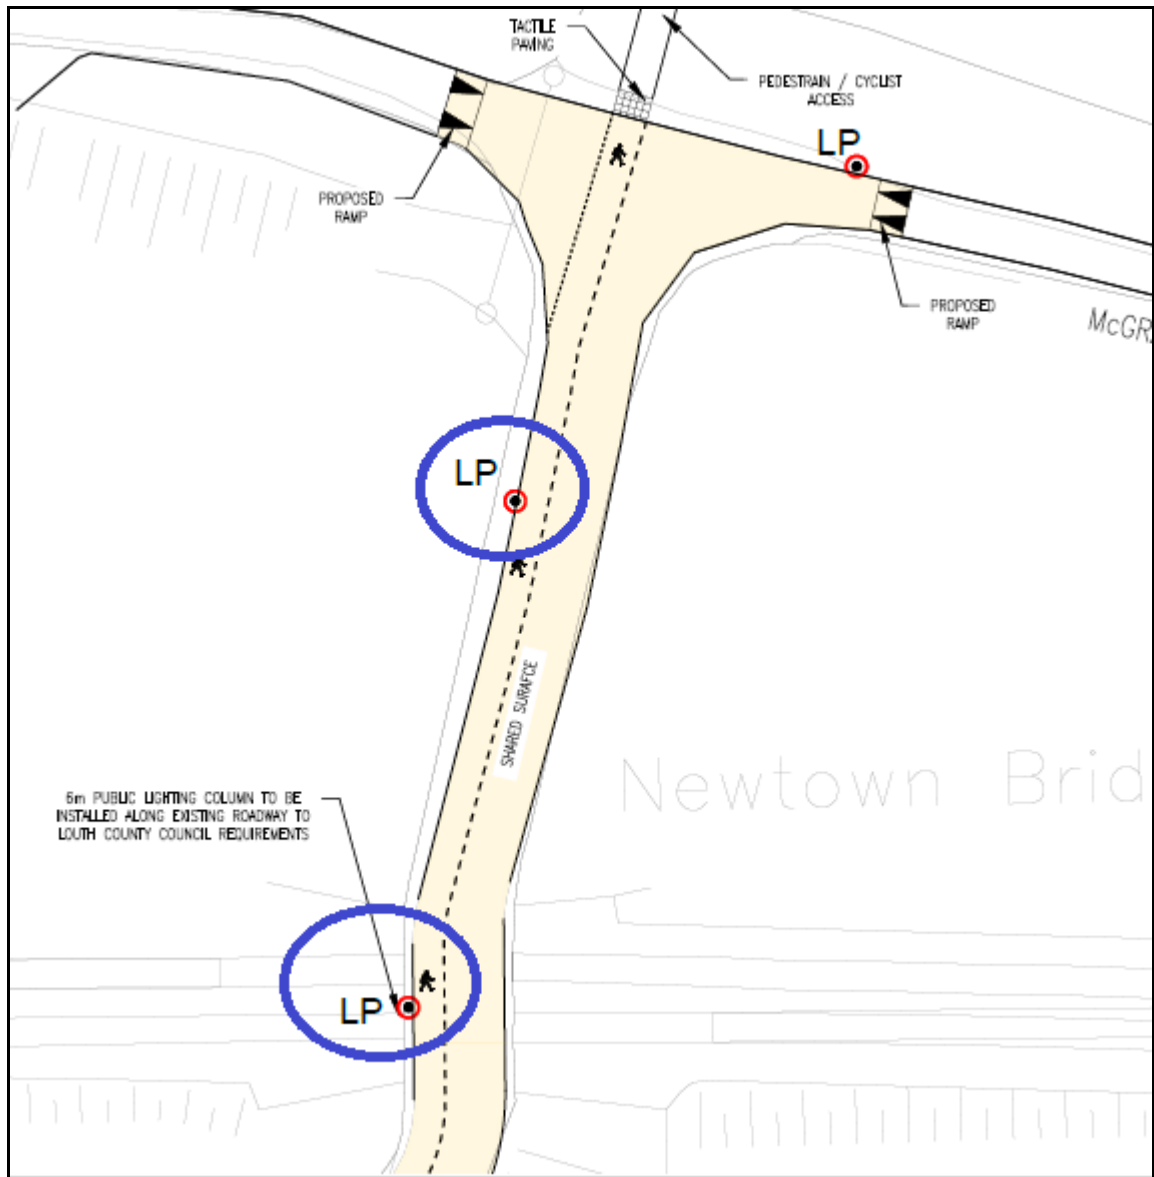 TACTILE
PAVING
PEDESTRAIN / CYCLIST
ACCESS
LP
PROPOSED
RAMP
PROPOSED
RAMP
McGR
LP
SHARED SURAFCE
Newtown Brid
6m PUBLIC LIGHTING COLUMN TO BE
INSTALLED ALONG EXISTING ROADWAY TO
LOUTH COUNTY COUNCIL REQUIREMENTS
LP